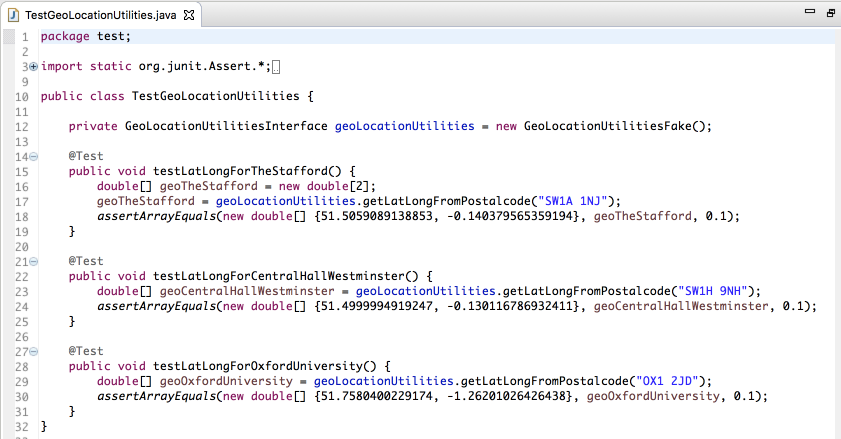 TestGeoLocationUtilities.java
1 package test;
2
3 import static org.junit.Assert.*;
9
10 public class TestGeoLocationUtilities {
11
12 private GeoLocationUtilitiesInterface geoLocationUtilities = new GeoLocationUtilitiesFake();
13
14 @Test
15 public void testLatLongForTheStafford() {
16 double[] geoTheStafford = new double[2];
17 geoTheStafford = geoLocationUtilities.getLatLongFromPostalcode("SW1A 1NJ");
18 assertArrayEquals(new double[] {51.5059089138853, -0.140379565359194}, geoTheStafford, 0.1);
19 }
20
21 @Test
22 public void testLatLongForCentralHallWestminster() {
23 double[] geoCentralHallWestminster = geoLocationUtilities.getLatLongFromPostalcode("SW1H 9NH");
24 assertArrayEquals(new double[] {51.4999994919247, -0.130116786932411}, geoCentralHallWestminster, 0.1);
25 }
26
27 @Test
28 public void testLatLongForOxfordUniversity() {
29 double[] geoOxfordUniversity = geoLocationUtilities.getLatLongFromPostalcode("OX1 2JD");
30 assertArrayEquals(new double[] {51.7580400229174, -1.26201026426438}, geoOxfordUniversity, 0.1);
31 }
32 }